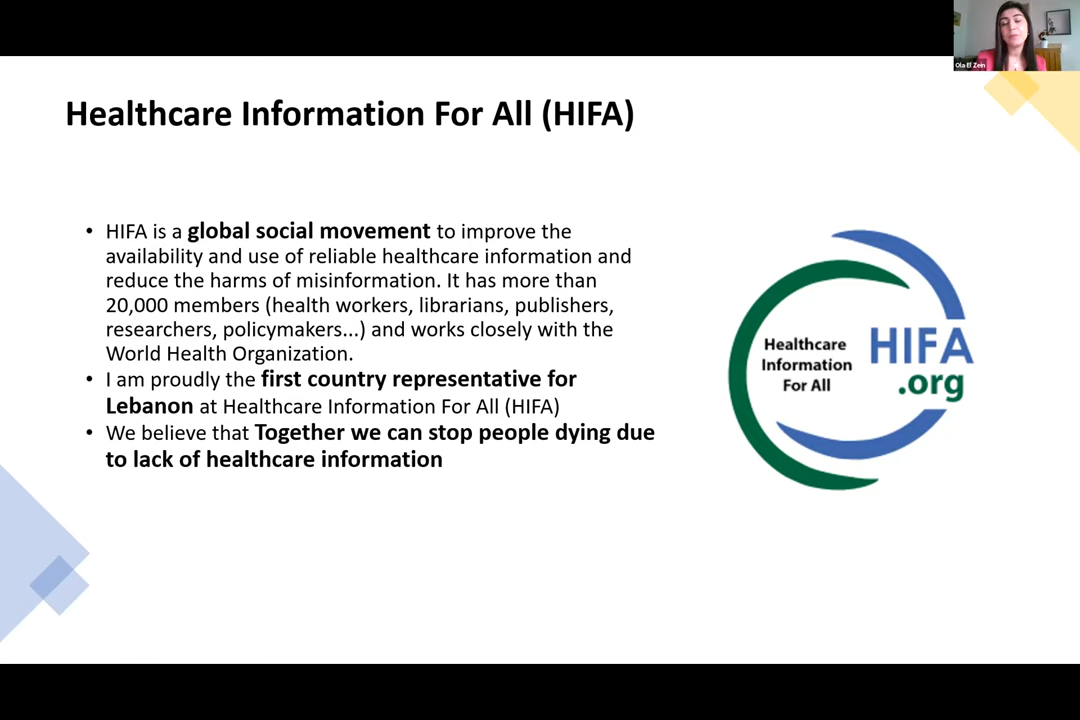 Ola El Zein
Healthcare Information For All (HIFA)
• HIFA is a global social movement to improve the
availability and use of reliable healthcare information and
reduce the harms of misinformation. It has more than
20,000 members (health workers, librarians, publishers,
researchers, policymakers...) and works closely with the
World Health Organization.
• I am proudly the first country representative for
Lebanon at Healthcare Information For All (HIFA)
• We believe that Together we can stop people dying due
to lack of healthcare information
Healthcare
Information
For All
HIFA
.org